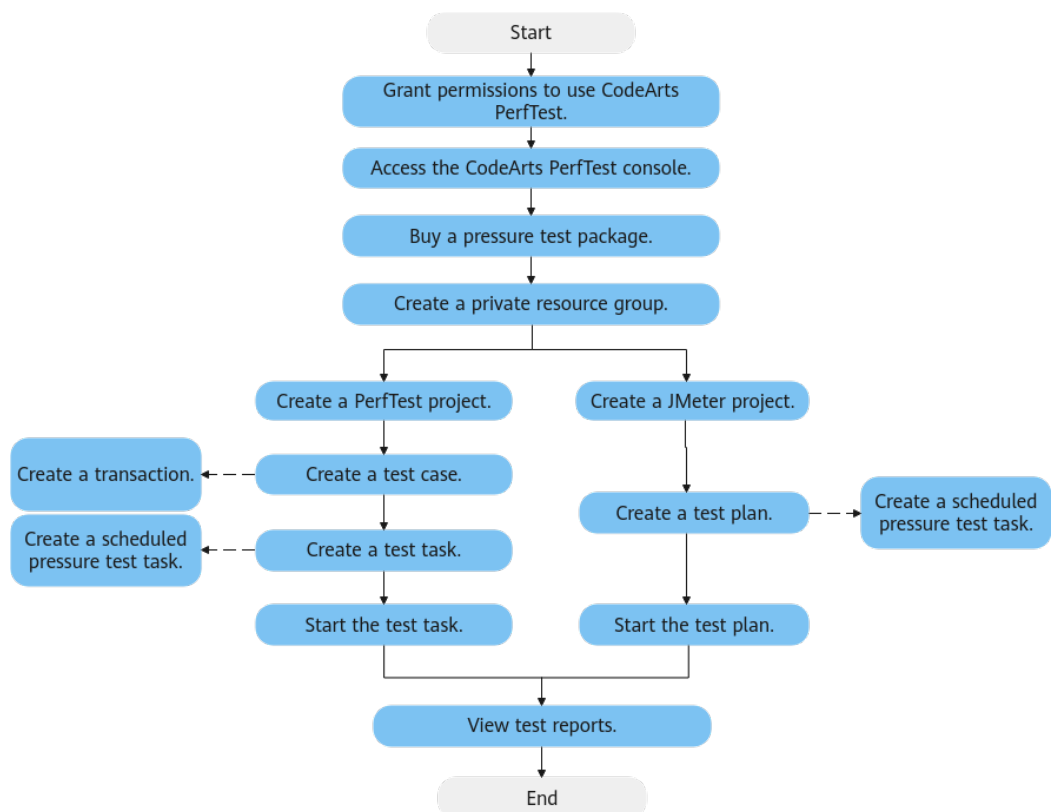 Start
Grant permissions to use CodeArts
PerfTest.
Access the CodeArts PerfTest console.
Buy a pressure test package.
Create a private resource group.
Create a PerfTest project.
Create a JMeter project.
Create a transaction.
Create a test case.
Create a scheduled
pressure test task.
Create a test task.
Create a test plan.
Create a scheduled
pressure test task.
Start the test task.
Start the test plan.
View test reports.
End